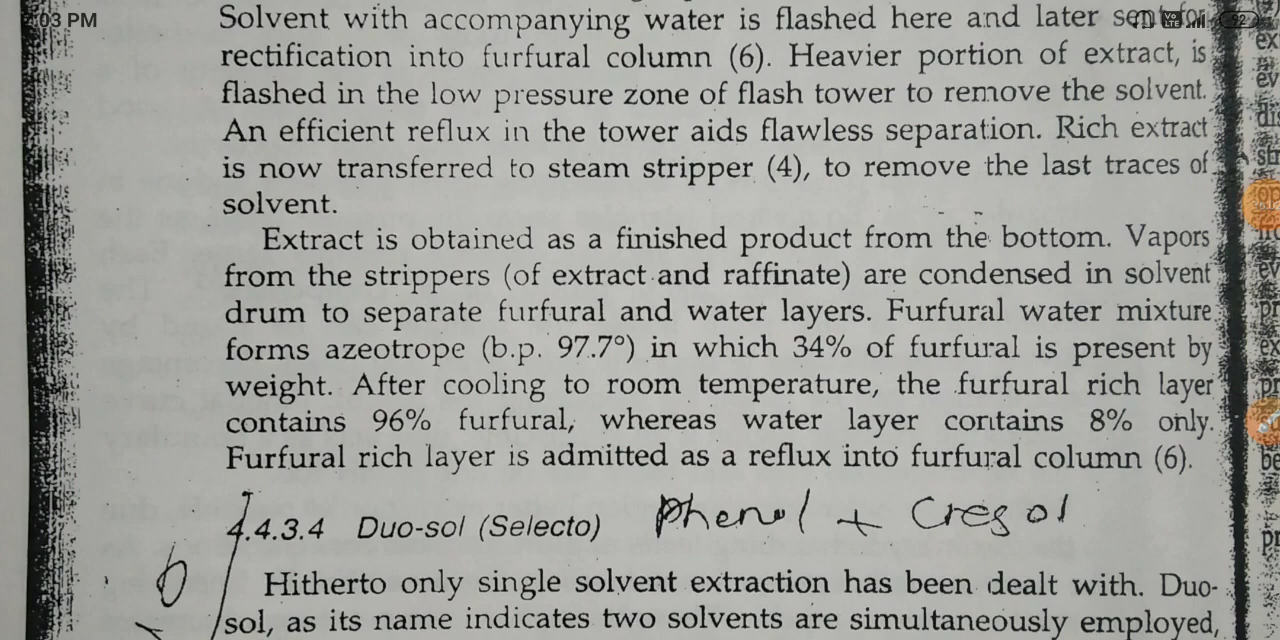 :03 PM
Solvent with accompanying water is flashed here and later sent for
rectification into furfural column (6). Heavier portion of extract, is
flashed in the low pressure zone of flash tower to remove the solvent.
An efficient reflux in the tower aids flawless separation. Rich extract
is now transferred to steam stripper (4), to remove the last traces of
solvent.
Extract is obtained as a finished product from the bottom. Vapors
from the strippers (of extract and raffinate) are condensed in solvent
drum to separate furfural and water layers. Furfural water mixture
forms azeotrope (b.p. 97.7°) in which 34% of furfural is present by
weight. After cooling to room temperature, the furfural rich layer
contains 96% furfural, whereas water layer contains 8% only.
Furfural rich layer is admitted as a reflux into furfural column (6).
4.4.3.4 Duo-sol (Selecto) Phenol + Cresol
Hitherto only single solvent extraction has been dealt with. Duo-
sol, as its name indicates two solvents are simultaneously employed,